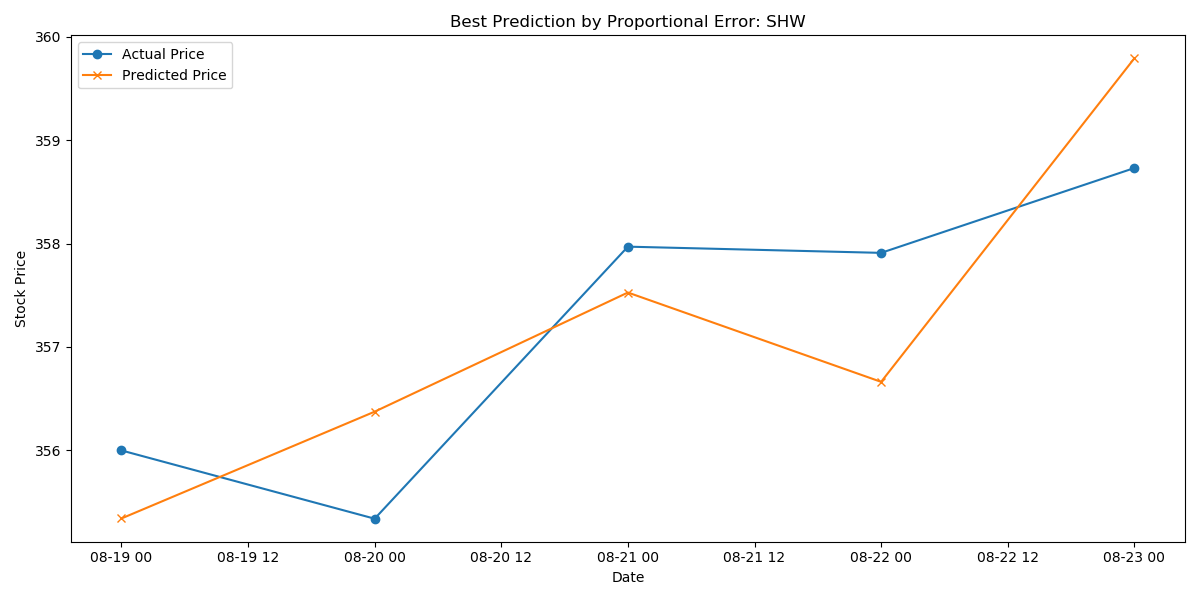 Best Prediction by Proportional Error: SHW
Actual Price
Predicted Price
Stock Price
360
359
358
357
356
08-19 00
08-19 12
08-20 00
08-20 12
08-21 00
08-21 12
08-22 00
08-22 12
08-23 00
Date